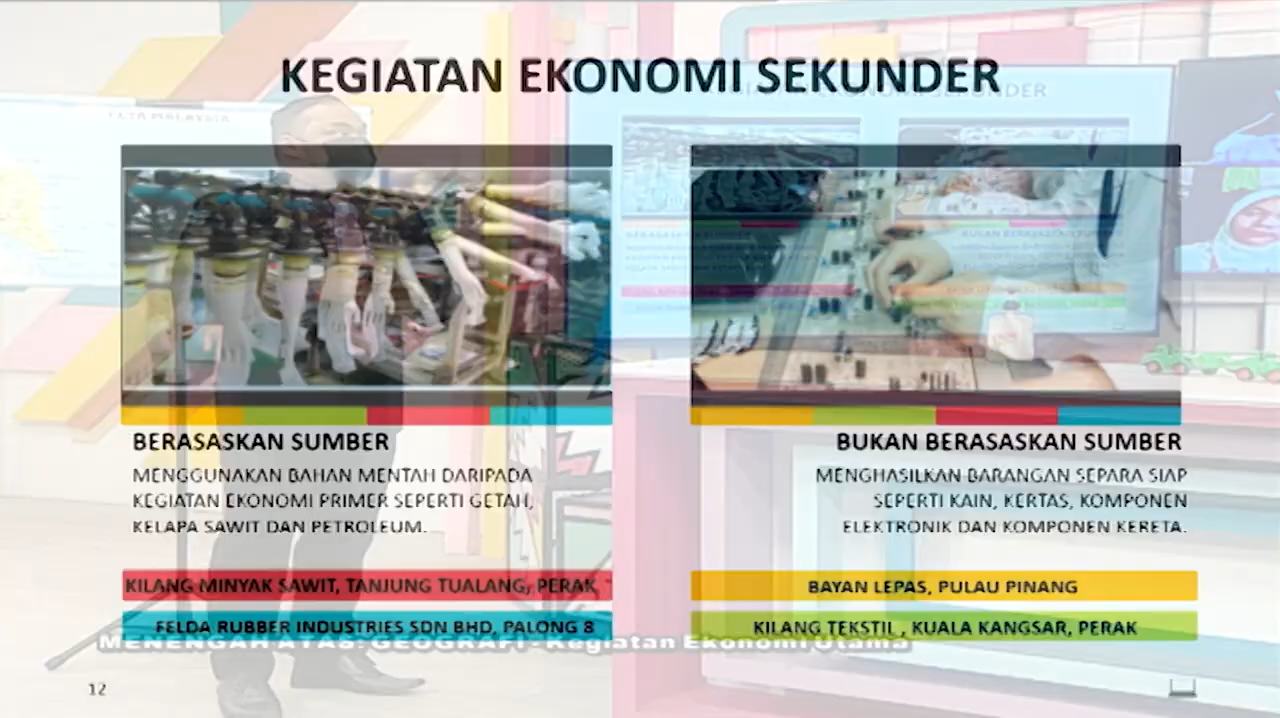 KEGIATAN EKONOMI SEKUNDER
PETA MALAYSIA
BERASASKAN SUMBER
MENGGUNAKAN BAHAN MENTAH DARIPADA
KEGIATAN EKONOMI PRIMER SEPERTI GETAH,
KELAPA SAWIT DAN PETROLEUM.
KILANG MINYAK SAWIT, TANJUNG TUALANG, PERAK
FELDA RUBBER INDUSTRIES SDN BHD, PALONG 8
BUKAN BERASASKAN SUMBER
MENGHASILKAN BARANGAN SEPARA SIAP
SEPERTI KAIN, KERTAS, KOMPONEN
ELEKTRONIK DAN KOMPONEN KERETA.
BAYAN LEPAS, PULAU PINANG
KILANG TEKSTIL , KUALA KANGSAR, PERAK
MENENGAH ATAS: GEOGRAFI - Kegiatan Ekonomi Utama
12